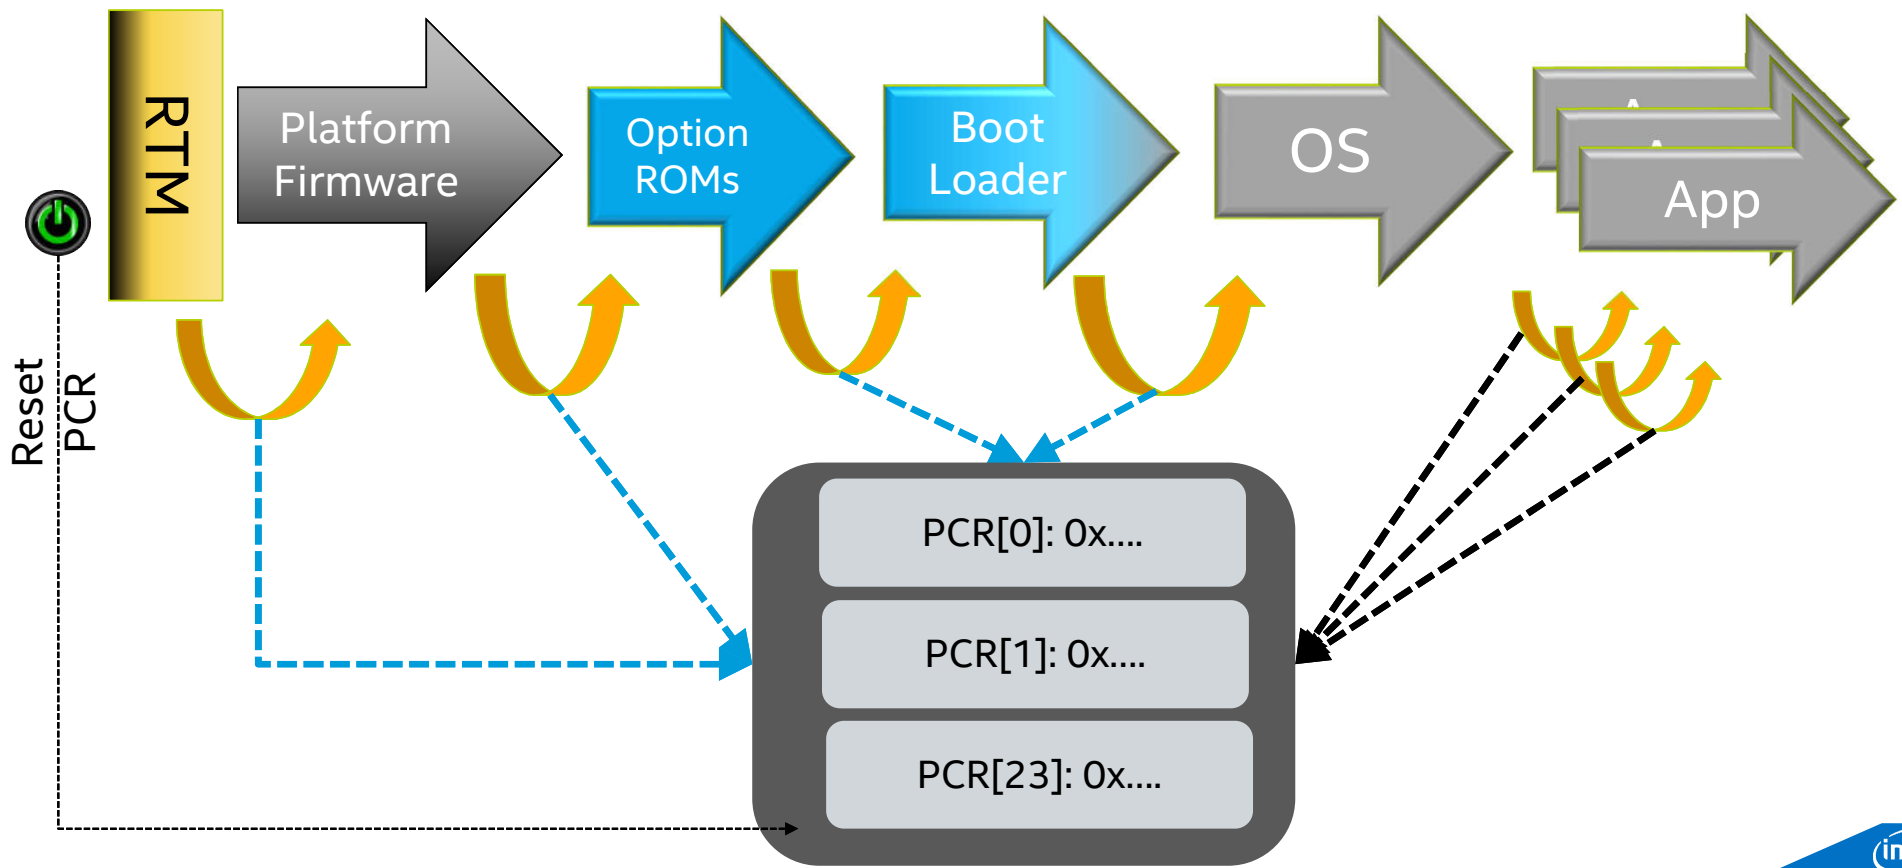 RTM
Platform
Firmware
Option
ROMs
Boot
Loader
OS
App
Reset
PCR
PCR[0]: 0x....
PCR[1]: 0x....
PCR[23]: 0x....